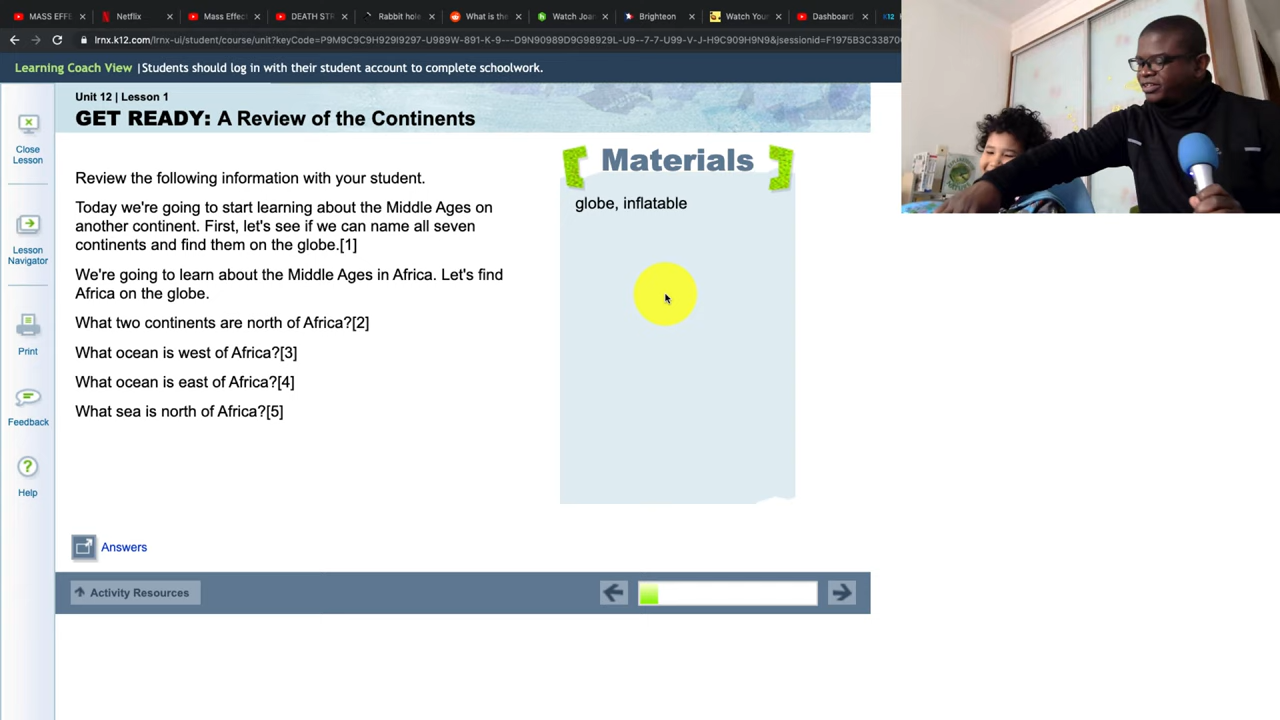 MASS EFFE
Netflix
Mass Effec
DEATH STR
Rabbit hole
What is the
Watch Joa
Brighteon
Watch Your
Dashboard
K12
Learning Coach View | Students should log in with their student account to complete schoolwork.
Unit 12 | Lesson 1
GET READY: A Review of the Continents
Close
Lesson
Lesson
Navigator
Print
Feedback
Help
Review the following information with your student.
Today we're going to start learning about the Middle Ages on
another continent. First, let's see if we can name all seven
continents and find them on the globe.[1]
We're going to learn about the Middle Ages in Africa. Let's find
Africa on the globe.
What two continents are north of Africa?[2]
What ocean is west of Africa?[3]
What ocean is east of Africa?[4]
What sea is north of Africa?[5]
Materials
globe, inflatable
Answers
Activity Resources